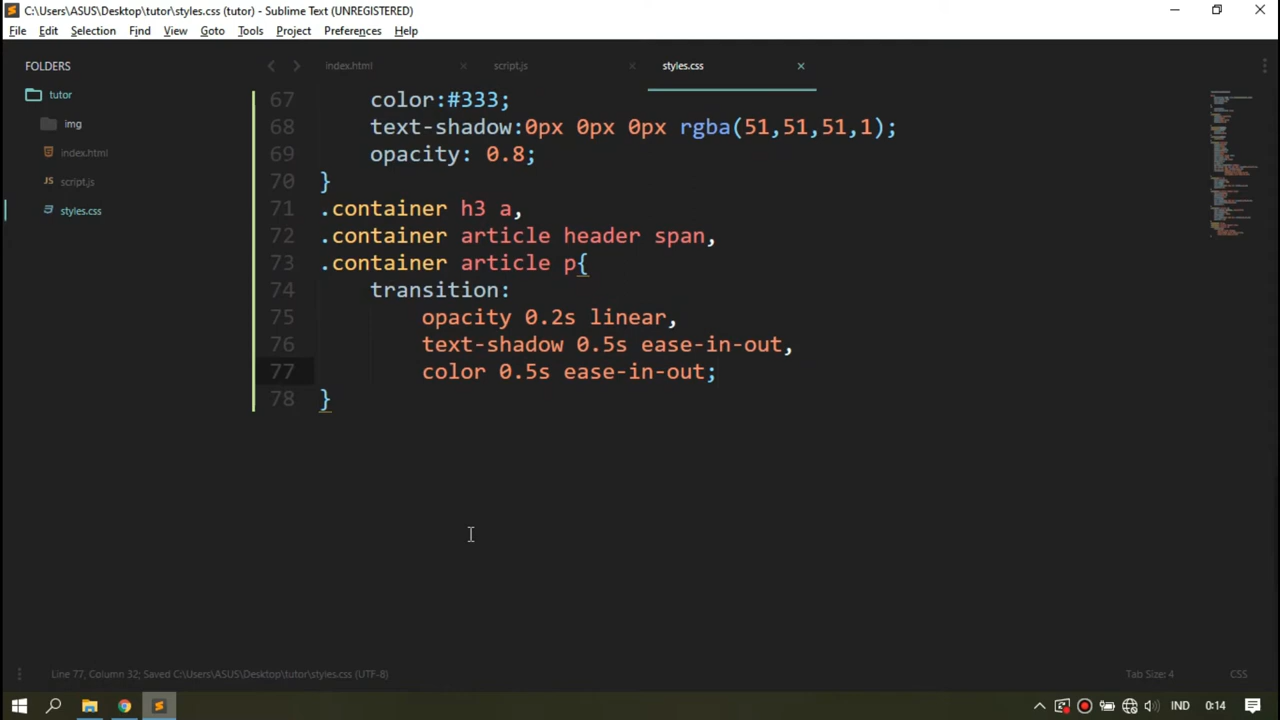 C:\Users\ASUS\Desktop\tutor\styles.css (tutor) - Sublime Text (UNREGISTERED)
File Edit Selection Find View Goto Tools Project Preferences Help
FOLDERS
tutor
img
index.html
script.js
styles.css
index.html script.js styles.css
67 color:#333;
68 text-shadow:0px 0px 0px rgba(51,51,51,1);
69 opacity: 0.8;
70 }
71 .container h3 a,
72 .container article header span,
73 .container article p{
74 transition:
75 opacity 0.2s linear,
76 text-shadow 0.5s ease-in-out,
77 color 0.5s ease-in-out;
78 }
Line 77, Column 32; Saved C:\Users\ASUS\Desktop\tutor\styles.css (UTF-8) Tab Size: 4 CSS
IND 0:14